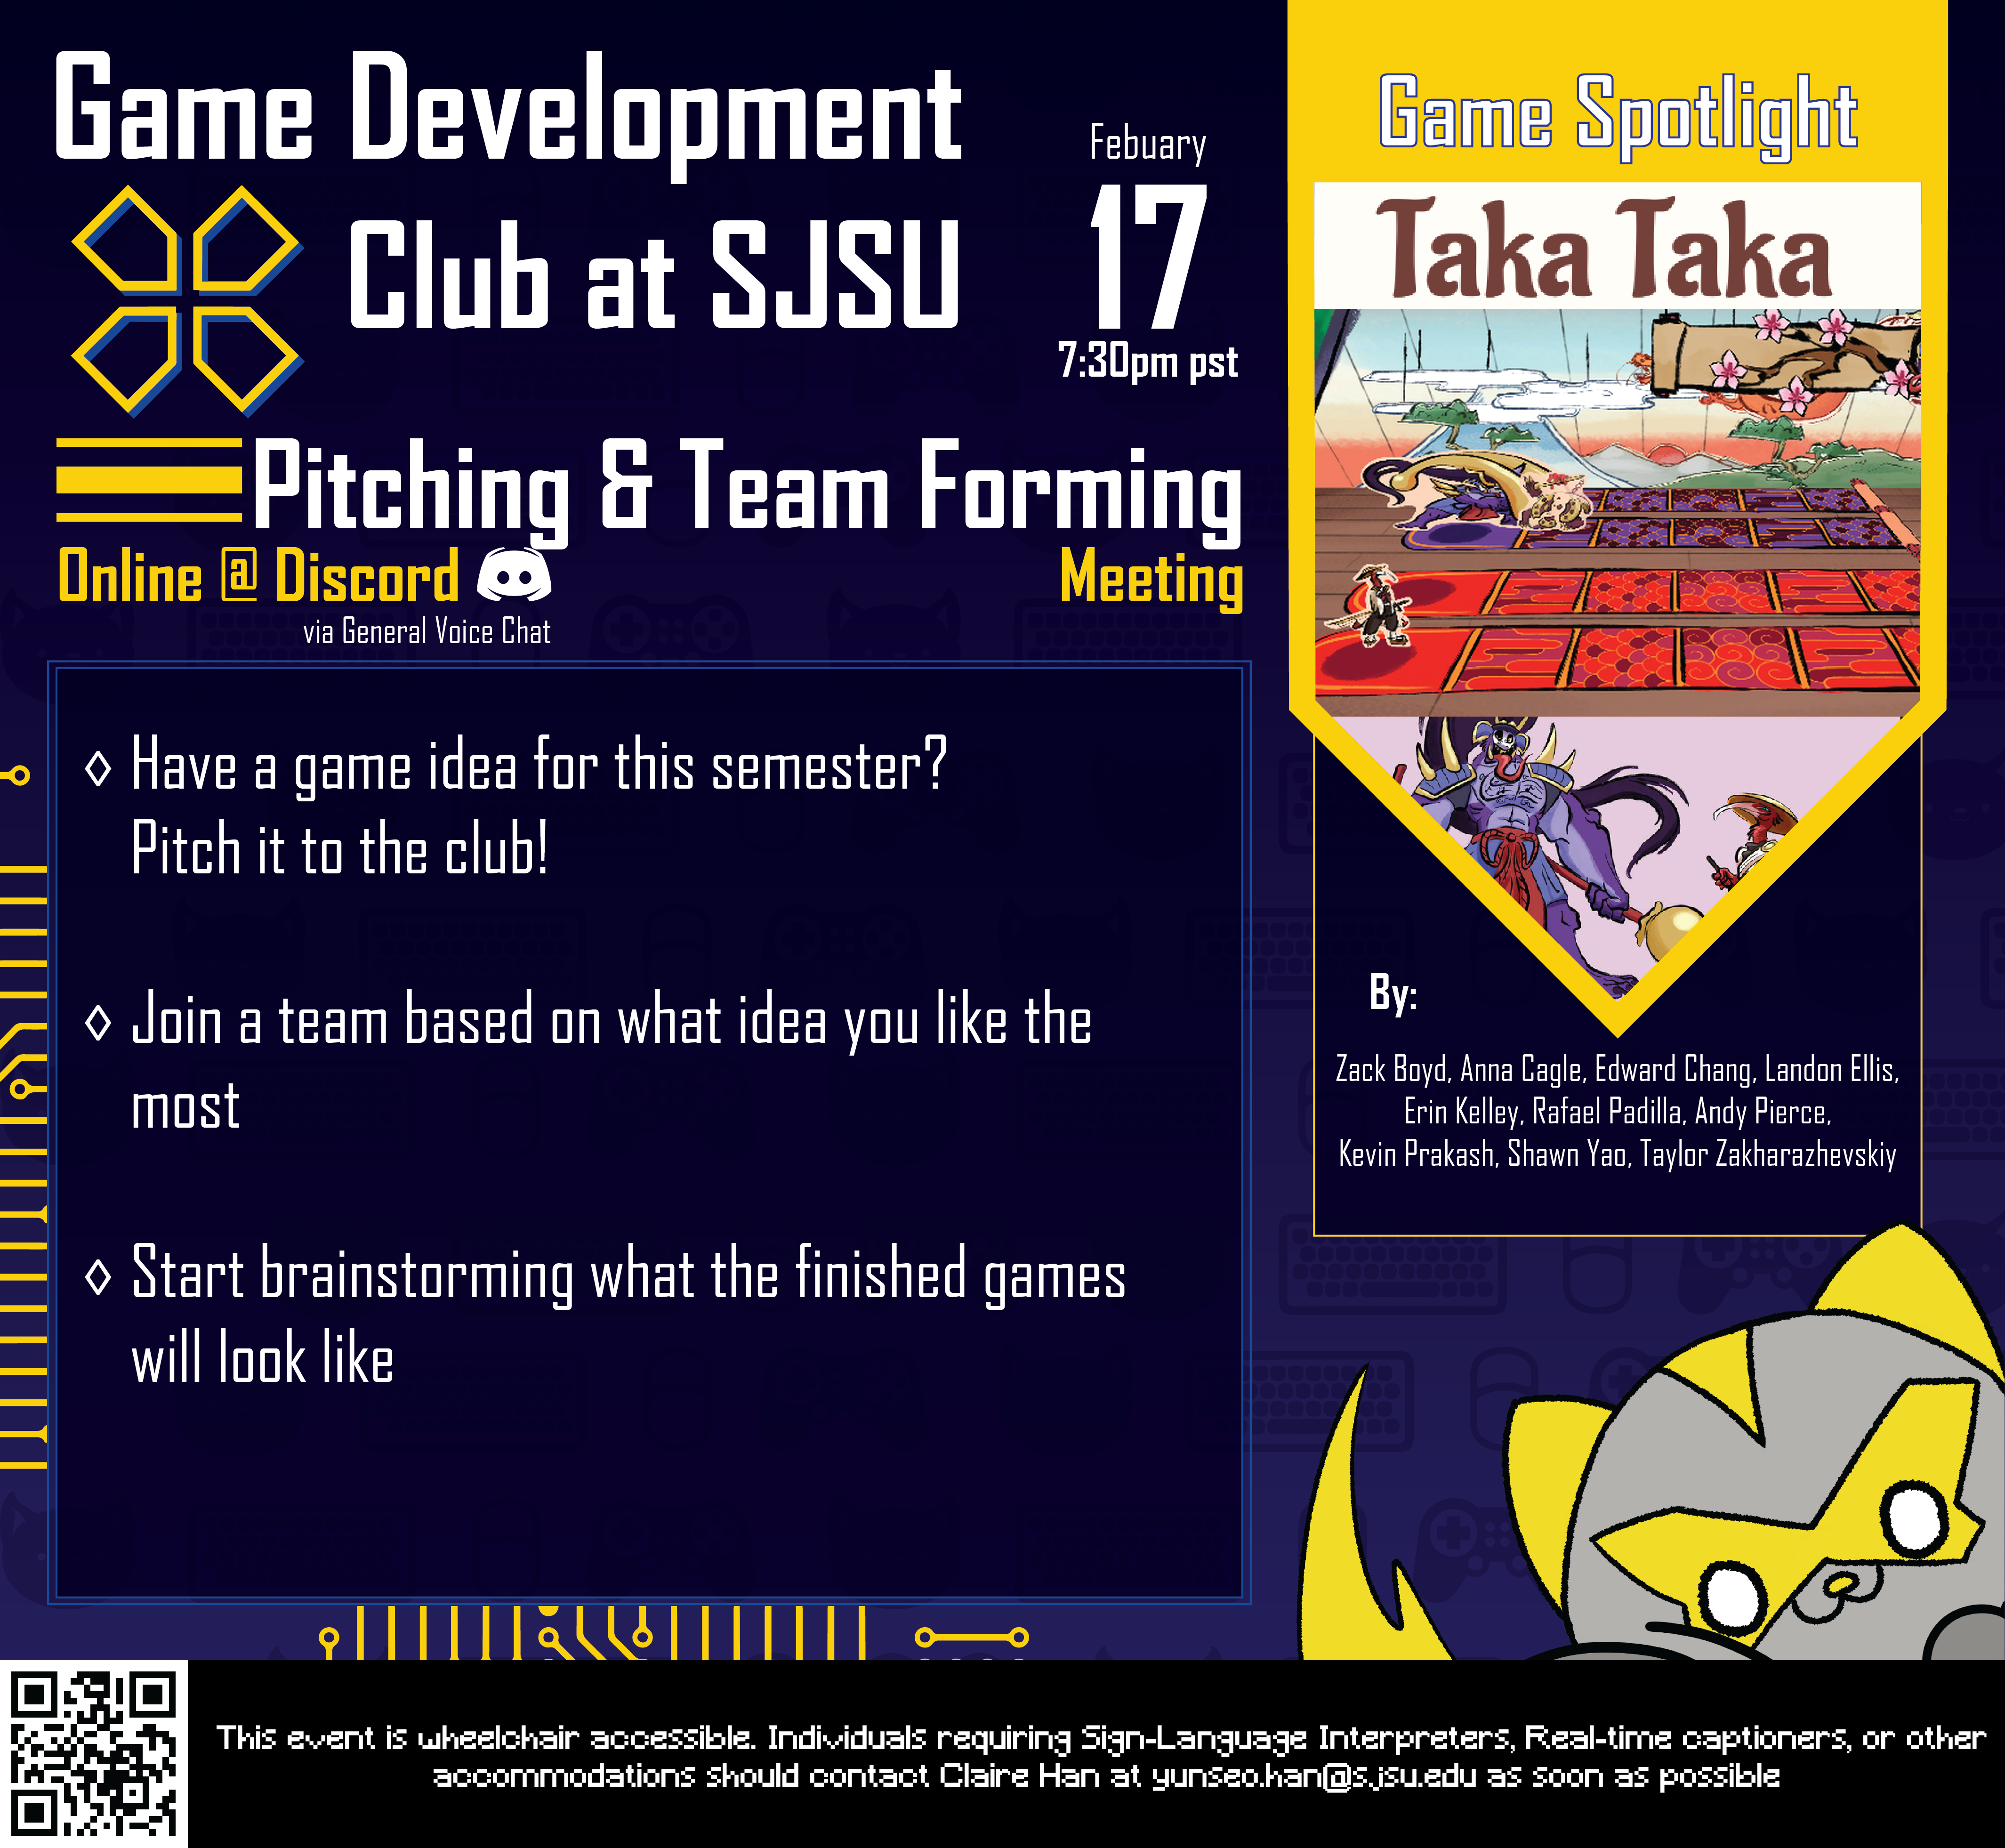 Game Development
Club at SJSU
Febuary
17
7:30pm pst
Pitching & Team Forming
Online @ Discord
Meeting
via General Voice Chat
◊ Have a game idea for this semester?
Pitch it to the club!
◊ Join a team based on what idea you like the
most
◊ Start brainstorming what the finished games
will look like
Game Spotlight
Taka Taka
By:
Zack Boyd, Anna Cagle, Edward Chang, Landon Ellis,
Erin Kelley, Rafael Padilla, Andy Pierce,
Kevin Prakash, Shawn Yao, Taylor Zakharazhevskiy
This event is wheelchair accessible. Individuals requiring Sign-Language Interpreters, Real-time captioners, or other
accommodations should contact Claire Han at yunseo.han@sjsu.edu as soon as possible